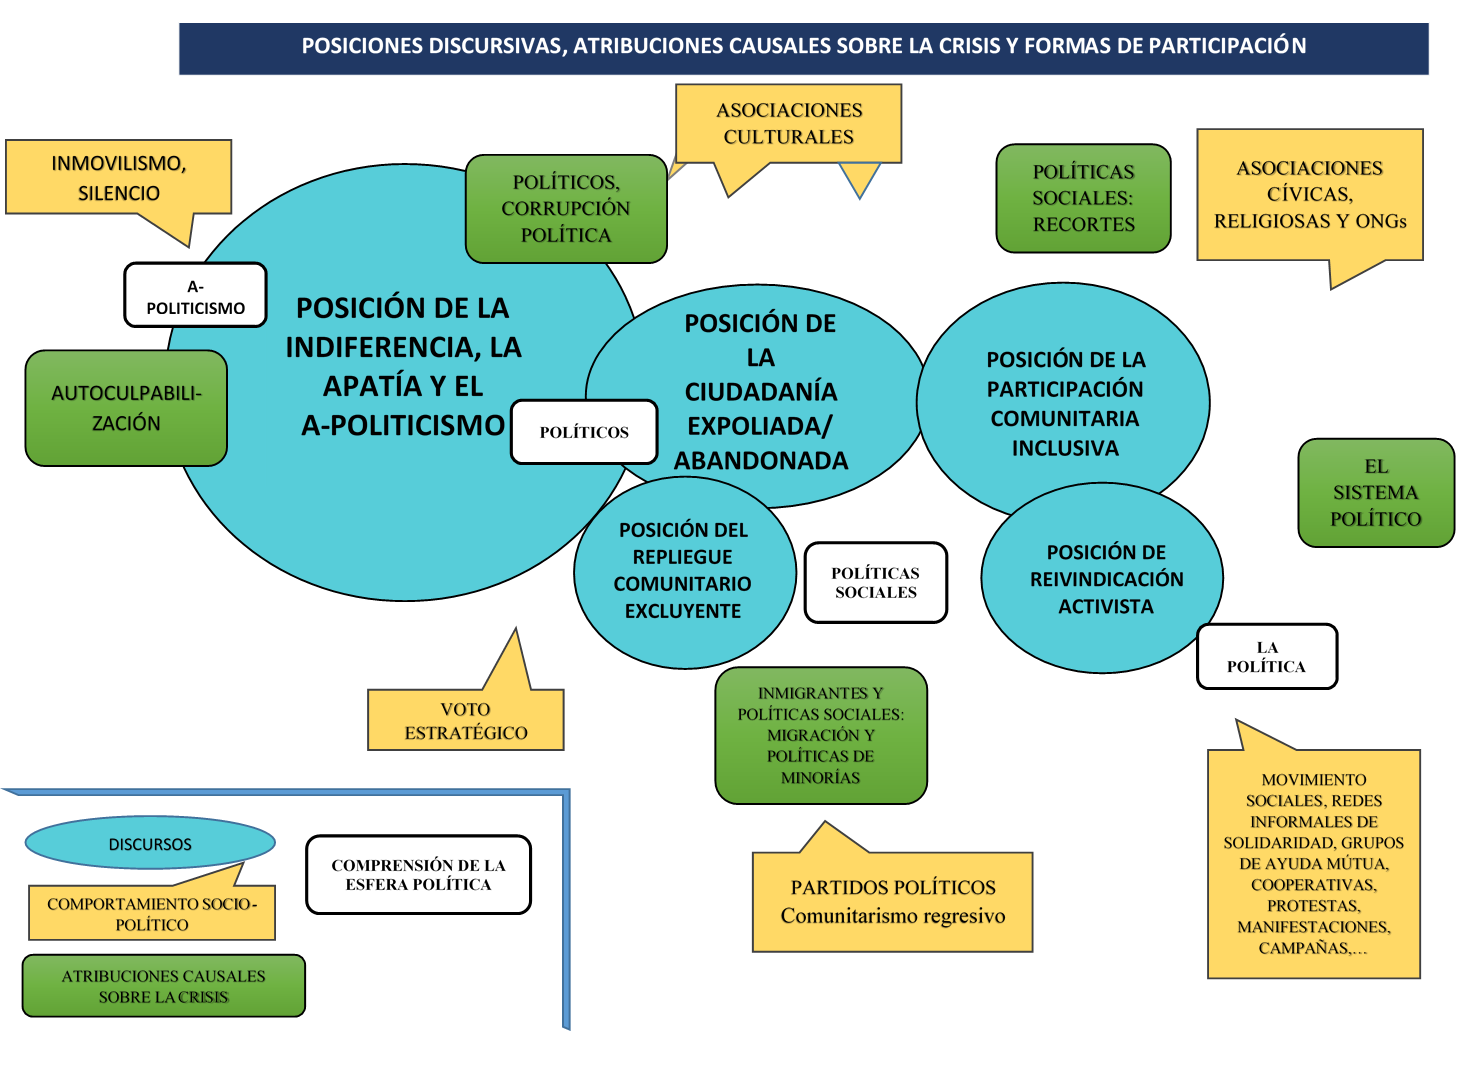 POSICIONES DISCURSIVAS, ATRIBUCIONES CAUSALES SOBRE LA CRISIS Y FORMAS DE PARTICIPACIÓN
INMOVILISMO,
SILENCIO
POLÍTICOS,
CORRUPCIÓN
POLÍTICA
ASOCIACIONES
CULTURALES
POLÍTICAS
SOCIALES:
RECORTES
ASOCIACIONES
CÍVICAS,
RELIGIOSAS Y ONGs
A-
POLITICISMO
AUTOCULPABILI-
ZACIÓN
POSICIÓN DE LA
INDIFERENCIA, LA
APATÍA Y EL
A-POLITICISMO
POLÍTICOS
POSICIÓN DE
LA
CIUDADANÍA
EXPOLIADA/
ABANDONADA
POSICIÓN DE LA
PARTICIPACIÓN
COMUNITARIA
INCLUSIVA
EL
SISTEMA
POLÍTICO
POSICIÓN DEL
REPLIEGUE
COMUNITARIO
EXCLUYENTE
POLÍTICAS
SOCIALES
POSICIÓN DE
REIVINDICACIÓN
ACTIVISTA
LA
POLÍTICA
VOTO
ESTRATÉGICO
INMIGRANTES Y
POLÍTICAS SOCIALES:
MIGRACIÓN Y
POLÍTICAS DE
MINORÍAS
MOVIMIENTO
SOCIALES, REDES
INFORMALES DE
SOLIDARIDAD, GRUPOS
DE AYUDA MÚTUA,
COOPERATIVAS,
PROTESTAS,
MANIFESTACIONES,
CAMPAÑAS,…
PARTIDOS POLÍTICOS
Comunitarismo regresivo
DISCURSOS
COMPORTAMIENTO SOCIO-
POLÍTICO
ATRIBUCIONES CAUSALES
SOBRE LA CRISIS
COMPRENSIÓN DE LA
ESFERA POLÍTICA